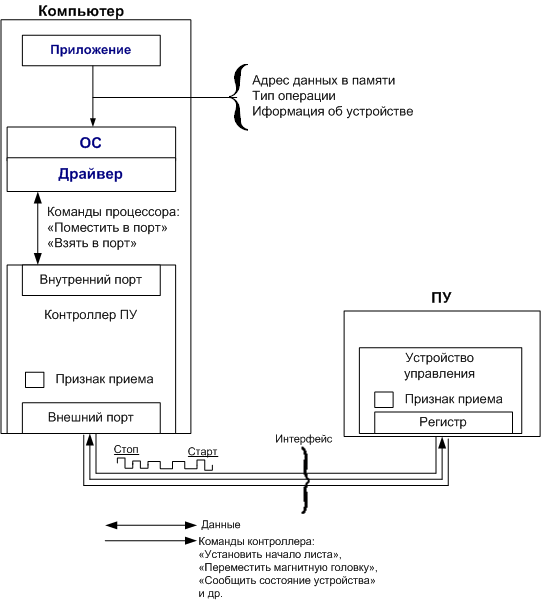 Компьютер
Приложение
Адрес данных в памяти
Тип операции
Иформация об устройстве
ОС
Драйвер
Команды процессора:
«Поместить в порт»
«Взять в порт»
Внутренний порт
Контроллер ПУ
Признак приема
Внешний порт
ПУ
Устройство
управления
Признак приема
Регистр
Интерфейс
Стоп
Старт
Данные
Команды контроллера:
«Установить начало листа»,
«Переместить магнитную головку»,
«Сообщить состояние устройства»
и др.